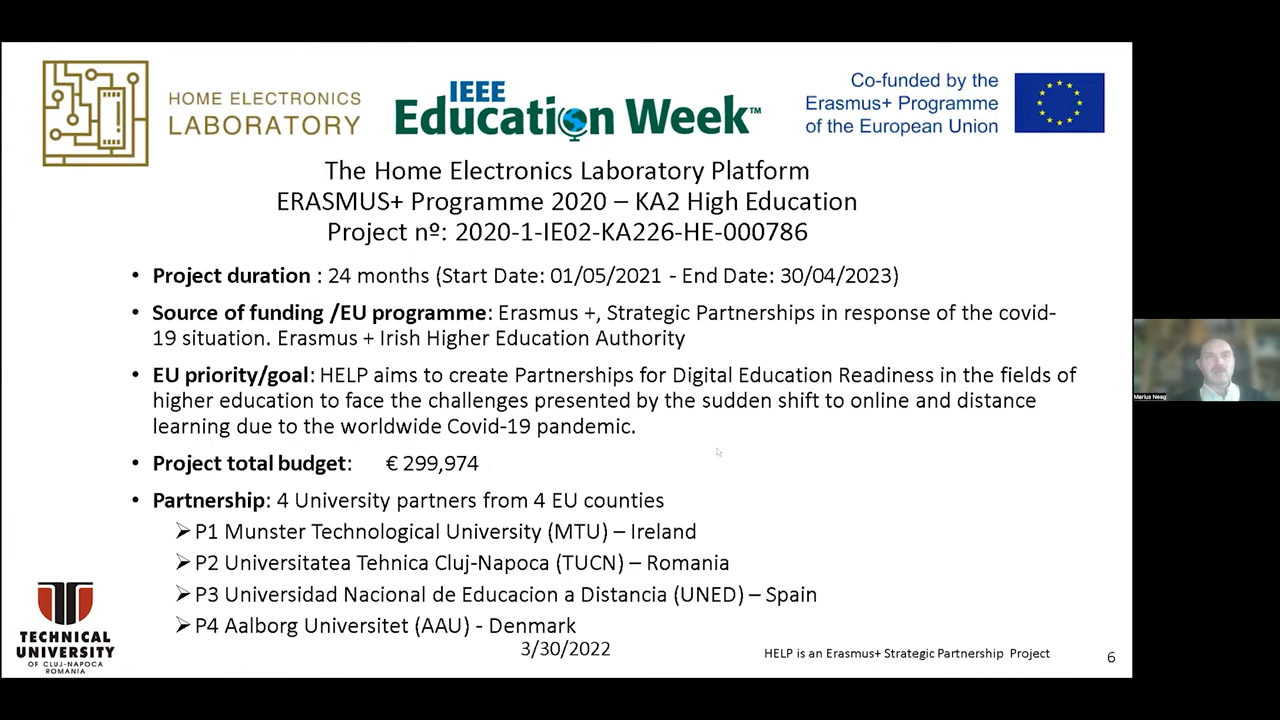 HOME ELECTRONICS
LABORATORY
IEEE
Education Week™
Co-funded by the
Erasmus+ Programme
of the European Union
The Home Electronics Laboratory Platform
ERASMUS+ Programme 2020 – KA2 High Education
Project nº: 2020-1-IE02-KA226-HE-000786
• Project duration : 24 months (Start Date: 01/05/2021 - End Date: 30/04/2023)
• Source of funding /EU programme: Erasmus +, Strategic Partnerships in response of the covid-
19 situation. Erasmus + Irish Higher Education Authority
• EU priority/goal: HELP aims to create Partnerships for Digital Education Readiness in the fields of
higher education to face the challenges presented by the sudden shift to online and distance
learning due to the worldwide Covid-19 pandemic.
• Project total budget: € 299,974
• Partnership: 4 University partners from 4 EU counties
➢ P1 Munster Technological University (MTU) – Ireland
➢ P2 Universitatea Tehnica Cluj-Napoca (TUCN) – Romania
➢ P3 Universidad Nacional de Educacion a Distancia (UNED) – Spain
➢ P4 Aalborg Universitet (AAU) - Denmark
TECHNICAL
UNIVERSITY
OF CLUJ-NAPOCA
ROMANIA
3/30/2022
HELP is an Erasmus+ Strategic Partnership Project
6
Marius Neag